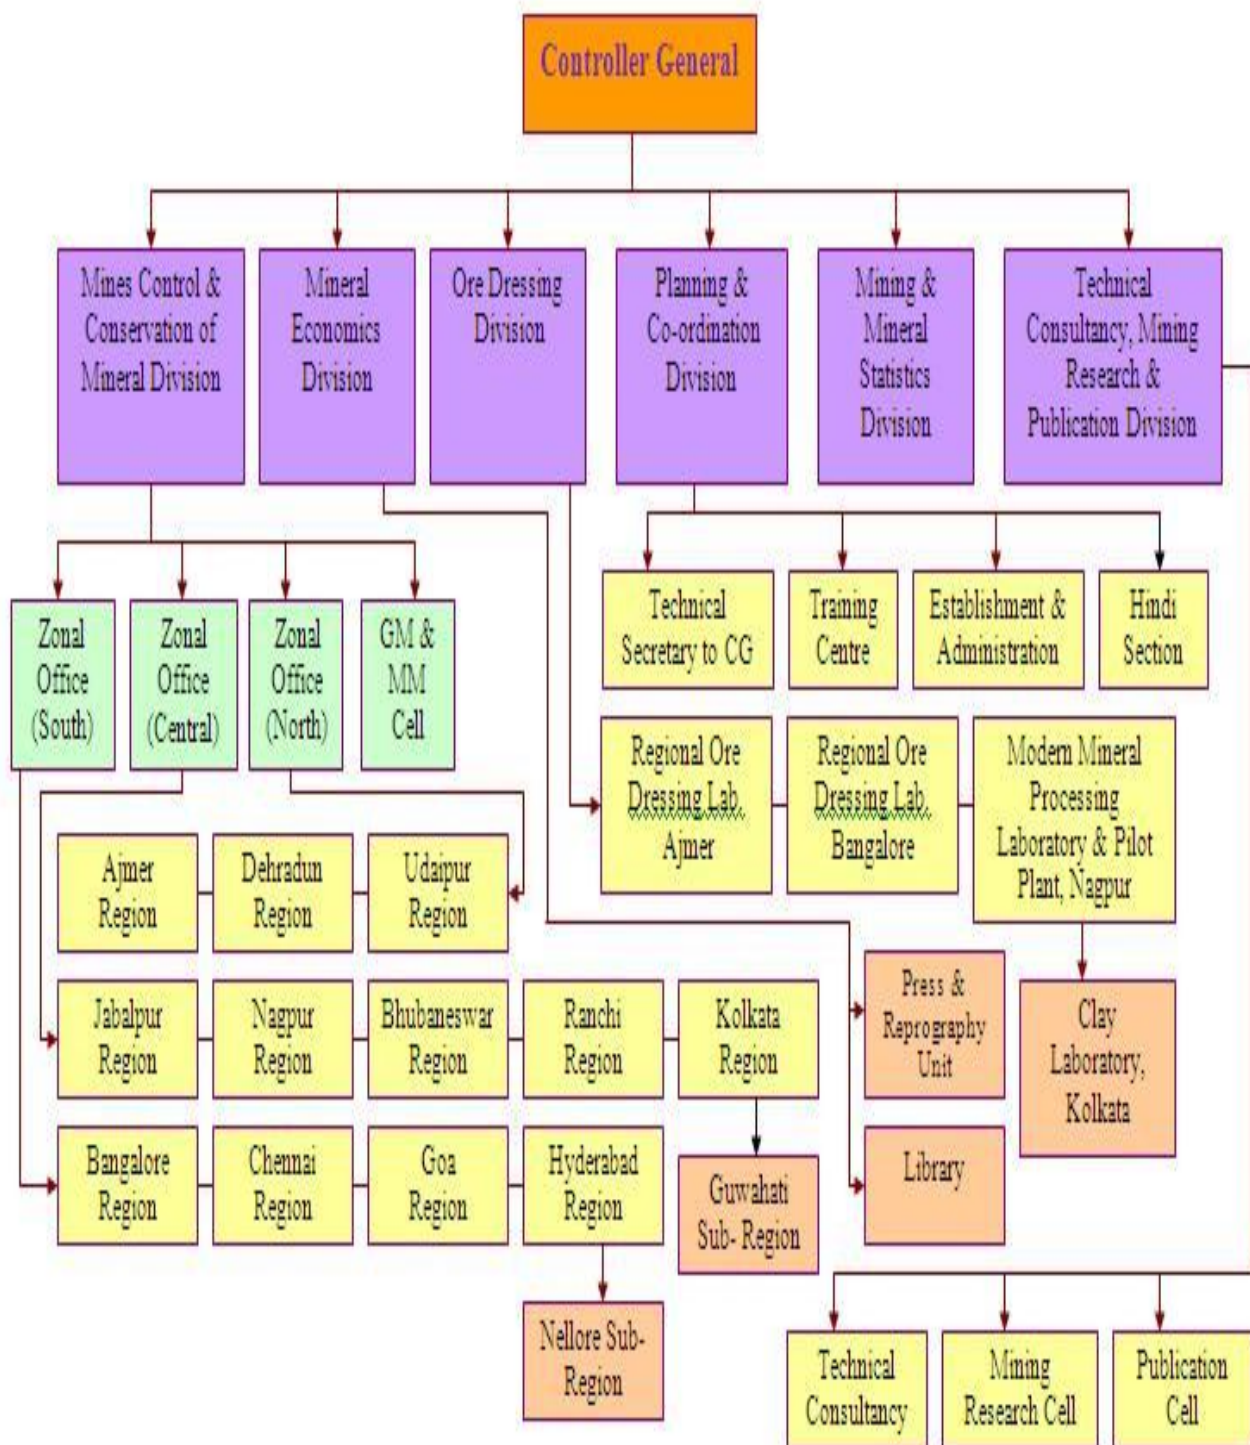 Controller General
Mines Control &
Conservation of
Mineral Division
Mineral
Economics
Division
Ore Dressing
Division
Planning &
Co-ordination
Division
Mining &
Mineral
Statistics
Division
Technical
Consultancy, Mining
Research &
Publication Division
Technical
Secretary to CG
Training
Centre
Establishment &
Administration
Hindi
Section
Zonal
Office
(South)
Zonal
Office
(Central)
Zonal
Office
(North)
GM &
MM
Cell
Regional Ore
Dressing Lab.
Ajmer
Regional Ore
Dressing Lab.
Bangalore
Modern Mineral
Processing
Laboratory & Pilot
Plant, Nagpur
Ajmer
Region
Dehradun
Region
Udaipur
Region
Jabalpur
Region
Nagpur
Region
Bhubaneswar
Region
Ranchi
Region
Kolkata
Region
Press &
Reprography
Unit
Clay
Laboratory,
Kolkata
Bangalore
Region
Chennai
Region
Goa
Region
Hyderabad
Region
Guwahati
Sub- Region
Library
Nellore Sub-
Region
Technical
Consultancy
Mining
Research Cell
Publication
Cell